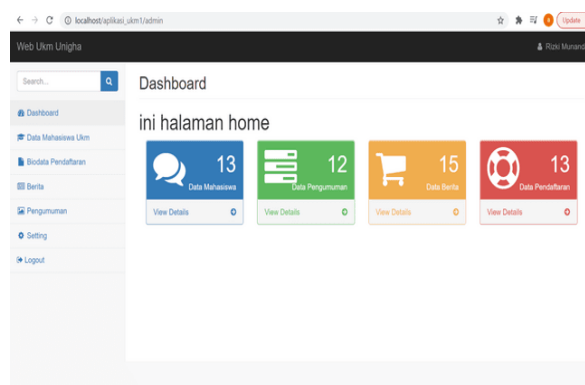 localhost/aplikasi_ukm1/admin
Update
Web Ukm Unigha
Rizki Munand
Search...
Dashboard
Data Mahasiswa Ukm
Biodata Pendaftaran
Berita
Pengumuman
Setting
Logout
Dashboard
ini halaman home
13
Data Mahasiswa
View Details
12
Data Pengumuman
View Details
15
Data Berita
View Details
13
Data Pendaftaran
View Details